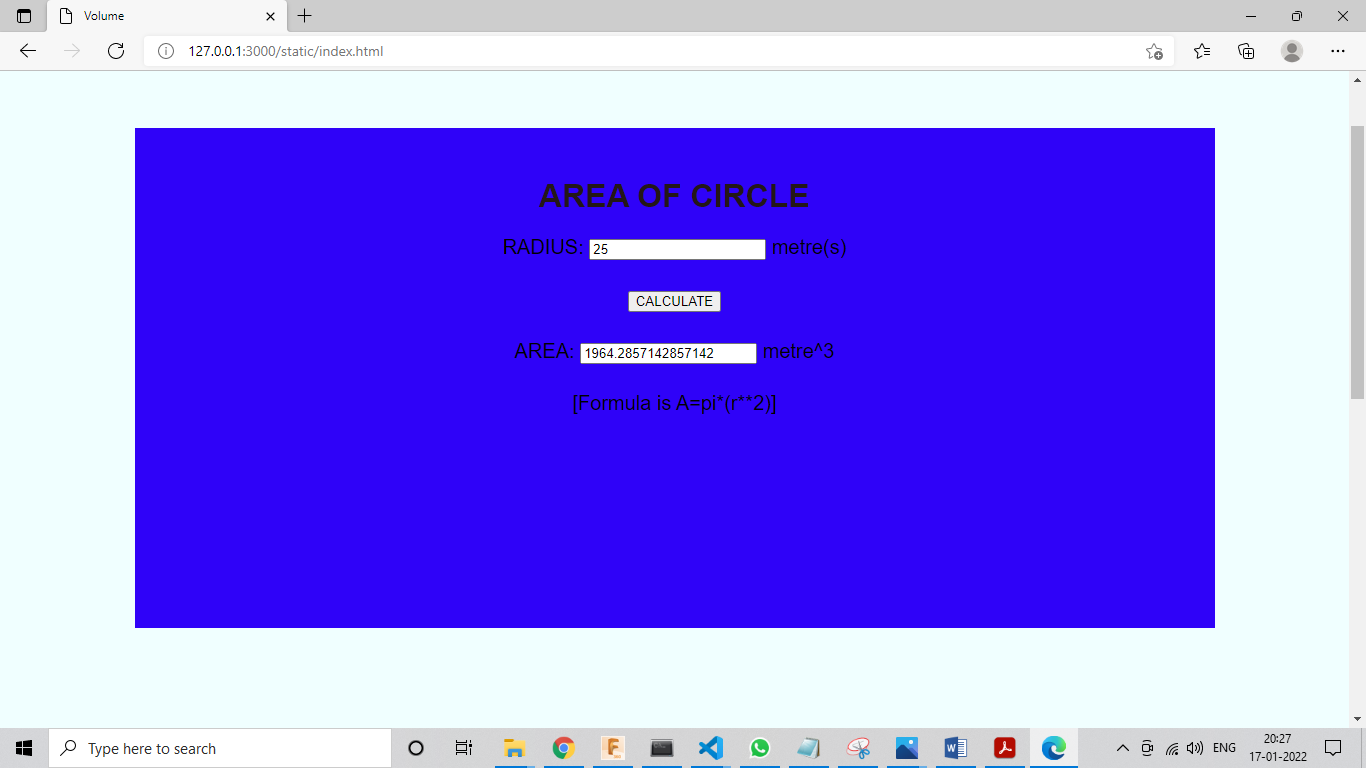 Volume
127.0.0.1:3000/static/index.html
AREA OF CIRCLE
RADIUS: 25 metre(s)
CALCULATE
AREA: 1964.2857142857142 metre^3
[Formula is A=pi*(r**2)]
Type here to search
ENG
20:27
17-01-2022